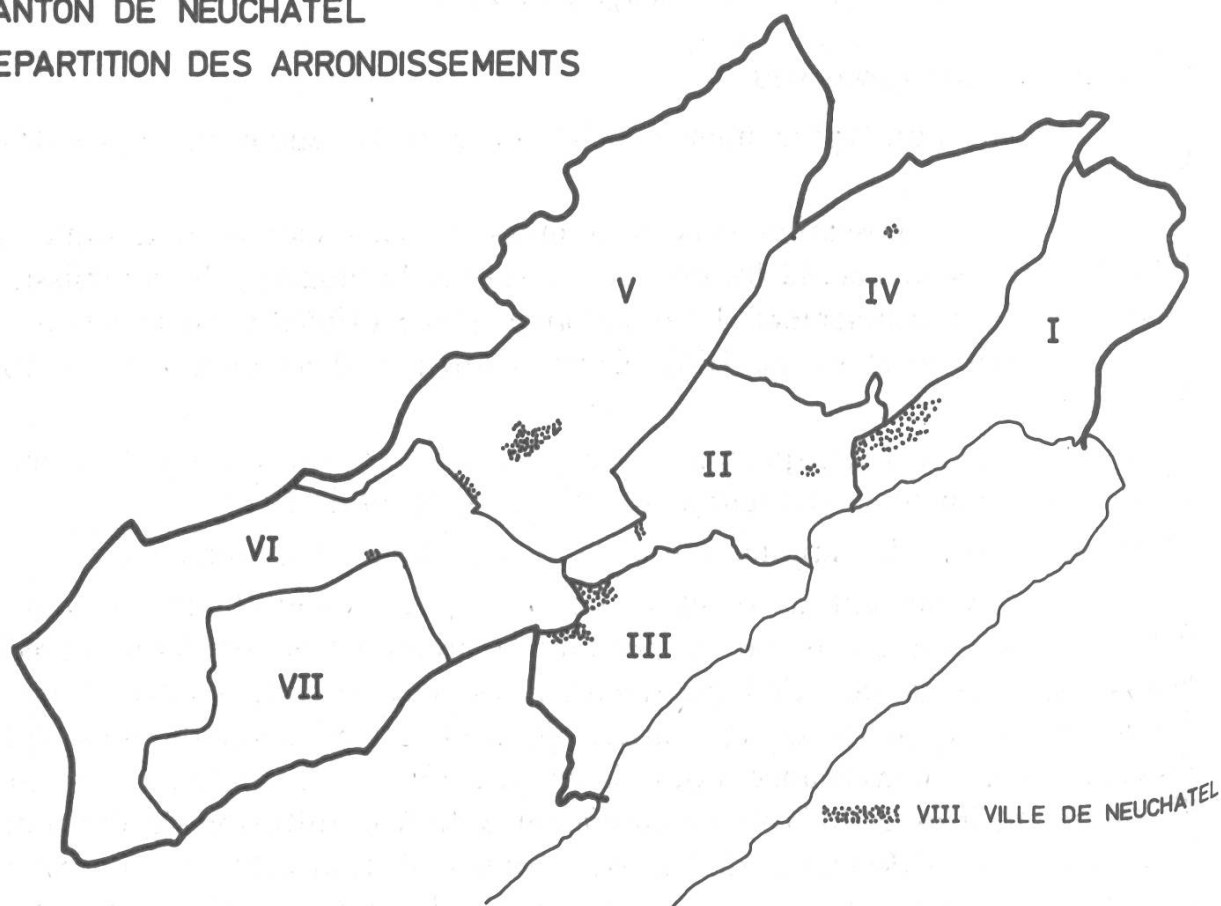 ANTON DE NEUCHATEL
EPARTITION DES ARRONDISSEMENTS
V
IV
I
II
VI
III
VII
VIII VILLE DE NEUCHATEL